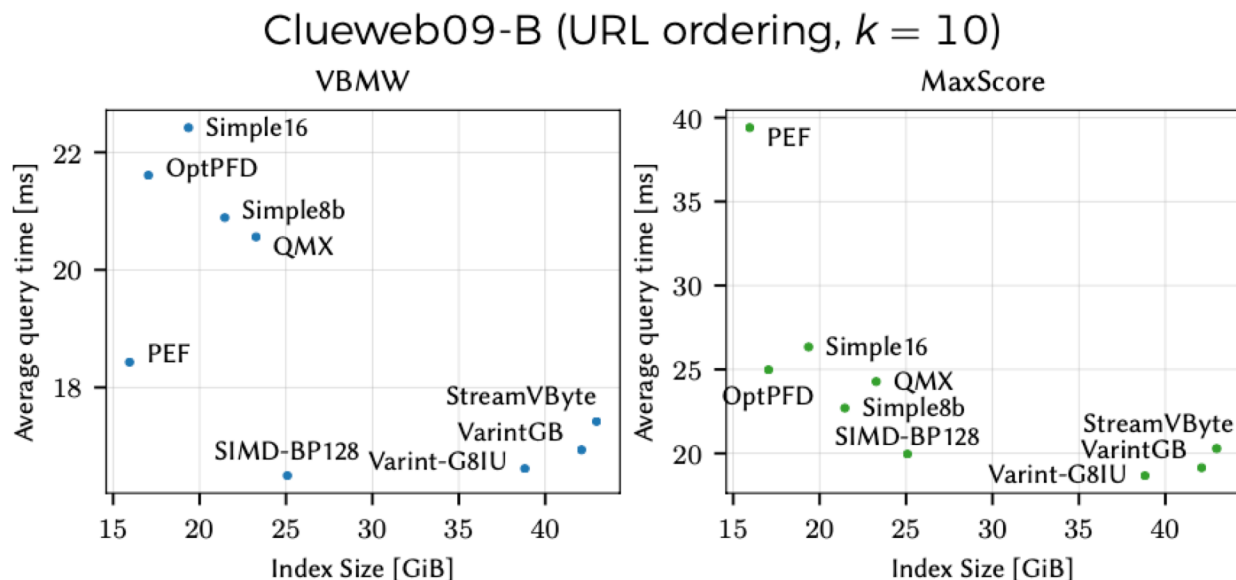 Clueweb09-B (URL ordering, k = 10)
VBMW
Average query time [ms]
22
20
18
Simple16
OptPFD
Simple8b
QMX
PEF
StreamVByte
VarintGB
SIMD-BP128
Varint-G8IU
15 20 25 30 35 40
Index Size [GiB]
MaxScore
Average query time [ms]
40
35
30
25
20
PEF
Simple16
QMX
OptPFD
Simple8b
SIMD-BP128
StreamVByte
VarintGB
Varint-G8IU
15 20 25 30 35 40
Index Size [GiB]